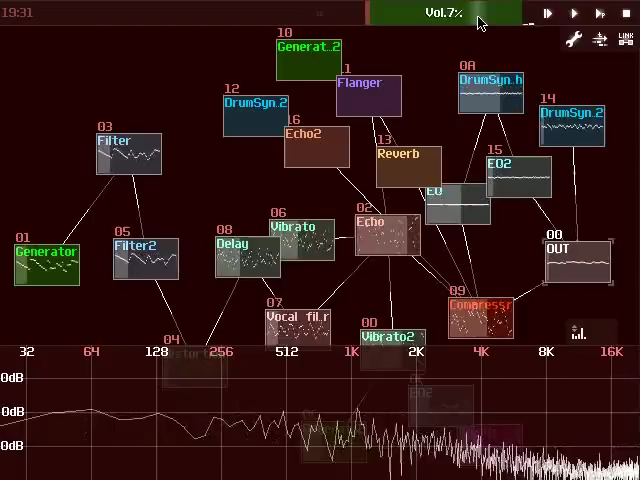 19:31
Vol.7%
LINK
10
Generat..2
11
Flanger
0A
DrumSyn.h
12
DrumSyn.2
14
DrumSyn.2
16
Echo2
03
Filter
13
Reverb
15
EQ2
EQ
02
Echo
00
OUT
01
Generator
05
Filter2
08
Delay
06
Vibrato
07
Vocal fil.r
09
Compressr
0D
Vibrato2
04
32
64
128
256
512
1K
2K
4K
8K
16K
0dB
0dB
0dB
EQ2